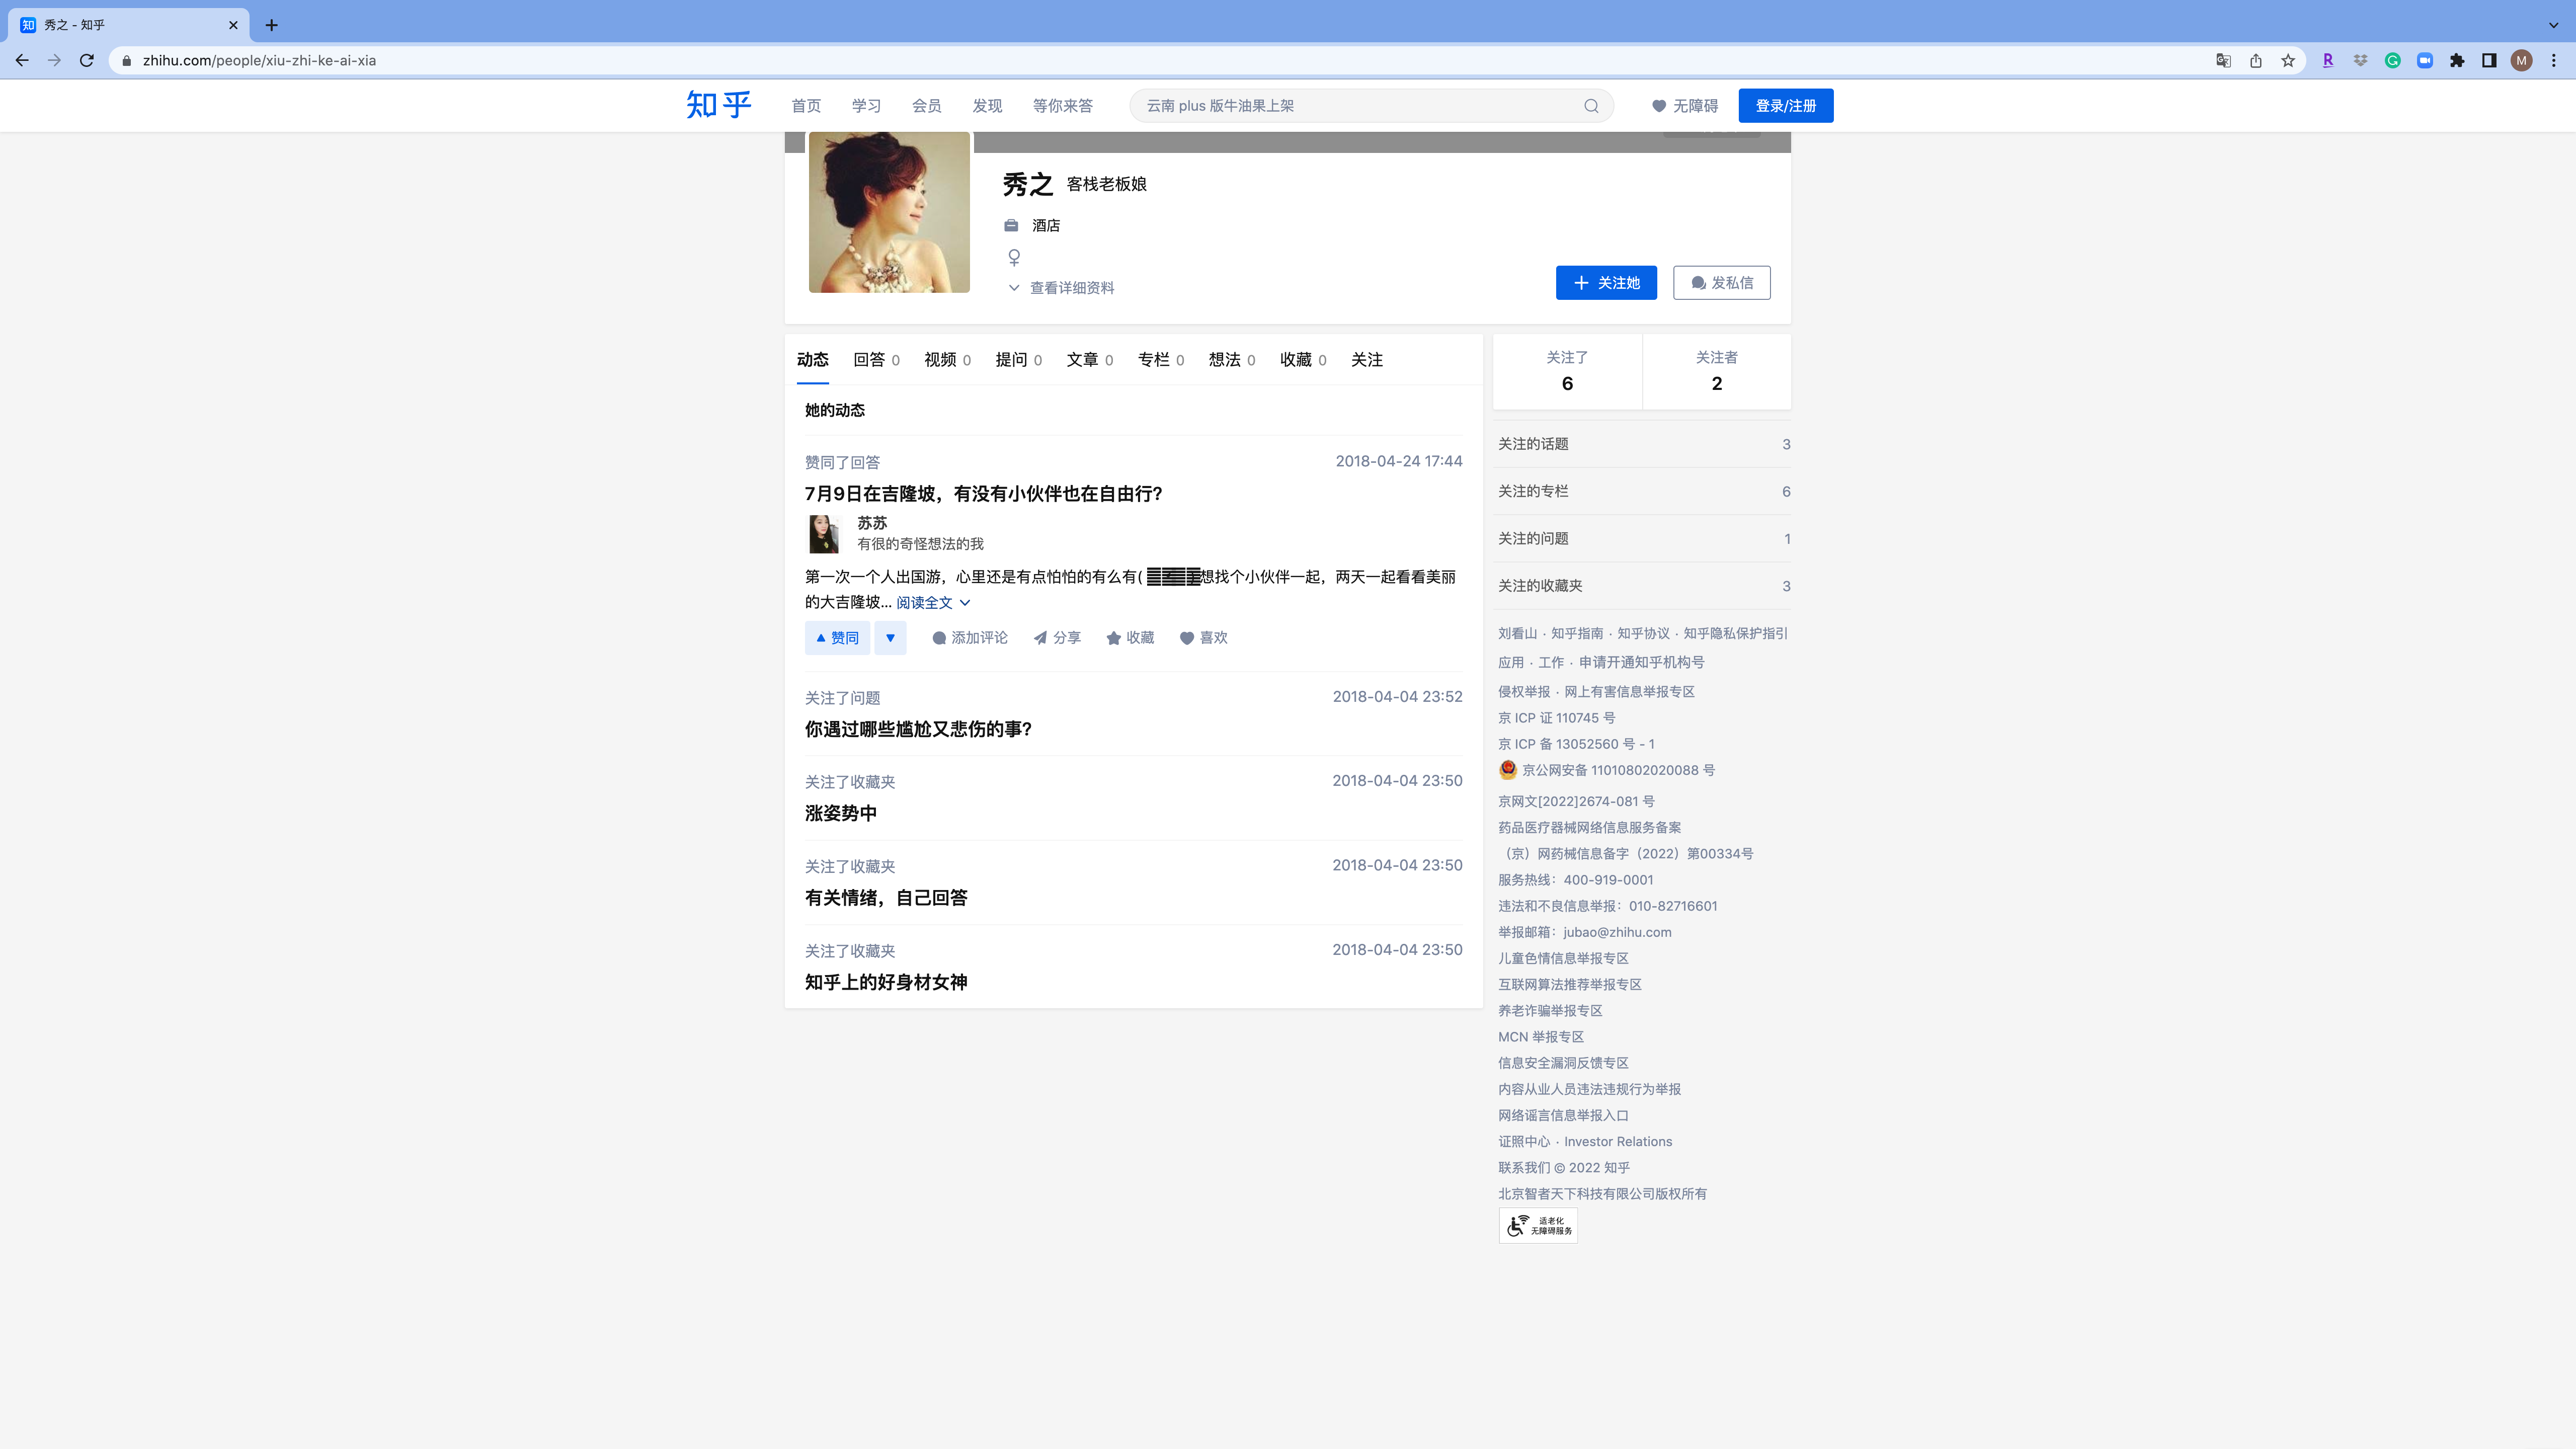 知 秀之 - 知乎
zhihu.com/people/xiu-zhi-ke-ai-xia
M
知乎 首页 学习 会员 发现 等你来答 云南 plus 版牛油果上架 无障碍 登录/注册
秀之 客栈老板娘
酒店
查看详细资料
关注她 发私信
动态 回答 0 视频 0 提问 0 文章 0 专栏 0 想法 0 收藏 0 关注
她的动态
赞同了回答 2018-04-24 17:44
7月9日在吉隆坡，有没有小伙伴也在自由行?
苏苏
有很的奇怪想法的我
第一次一个人出国游，心里还是有点怕怕的有么有( 想找个小伙伴一起，两天一起看看美丽
的大吉隆坡... 阅读全文
赞同 添加评论 分享 收藏 喜欢
关注了问题 2018-04-04 23:52
你遇过哪些尴尬又悲伤的事?
关注了收藏夹 2018-04-04 23:50
涨姿势中
关注了收藏夹 2018-04-04 23:50
有关情绪，自己回答
关注了收藏夹 2018-04-04 23:50
知乎上的好身材女神
关注了 关注者
6 2
关注的话题 3
关注的专栏 6
关注的问题 1
关注的收藏夹 3
刘看山 · 知乎指南 · 知乎协议 · 知乎隐私保护指引
应用 · 工作 · 申请开通知乎机构号
侵权举报 · 网上有害信息举报专区
京 ICP 证 110745 号
京 ICP 备 13052560 号 - 1
京公网安备 11010802020088 号
京网文[2022]2674-081 号
药品医疗器械网络信息服务备案
（京）网药械信息备字（2022）第00334号
服务热线：400-919-0001
违法和不良信息举报：010-82716601
举报邮箱：jubao@zhihu.com
儿童色情信息举报专区
互联网算法推荐举报专区
养老诈骗举报专区
MCN 举报专区
信息安全漏洞反馈专区
内容从业人员违法违规行为举报
网络谣言信息举报入口
证照中心 · Investor Relations
联系我们 © 2022 知乎
北京智者天下科技有限公司版权所有
适老化
无障碍服务